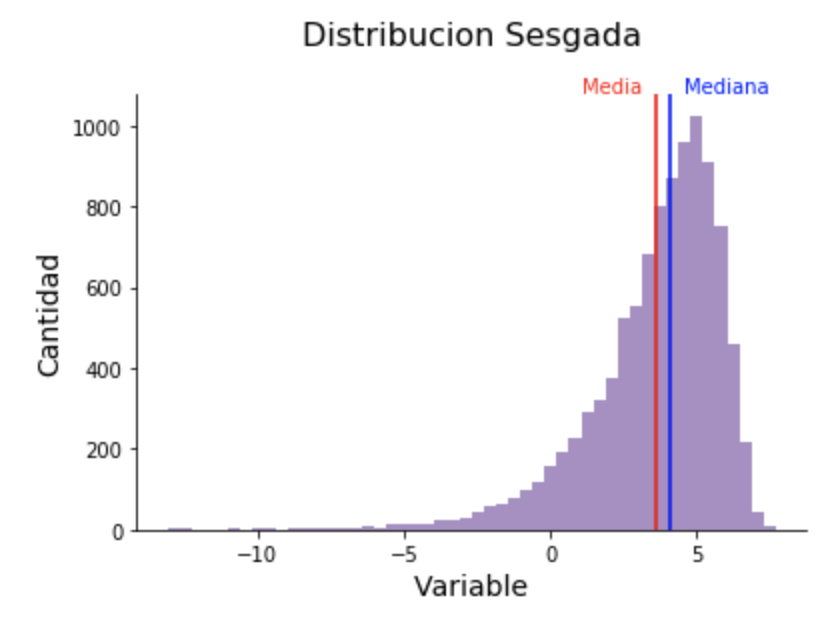 Distribucion Sesgada
Media Mediana
1000
800
600
400
200
0
Cantidad
−10 −5 0 5
Variable